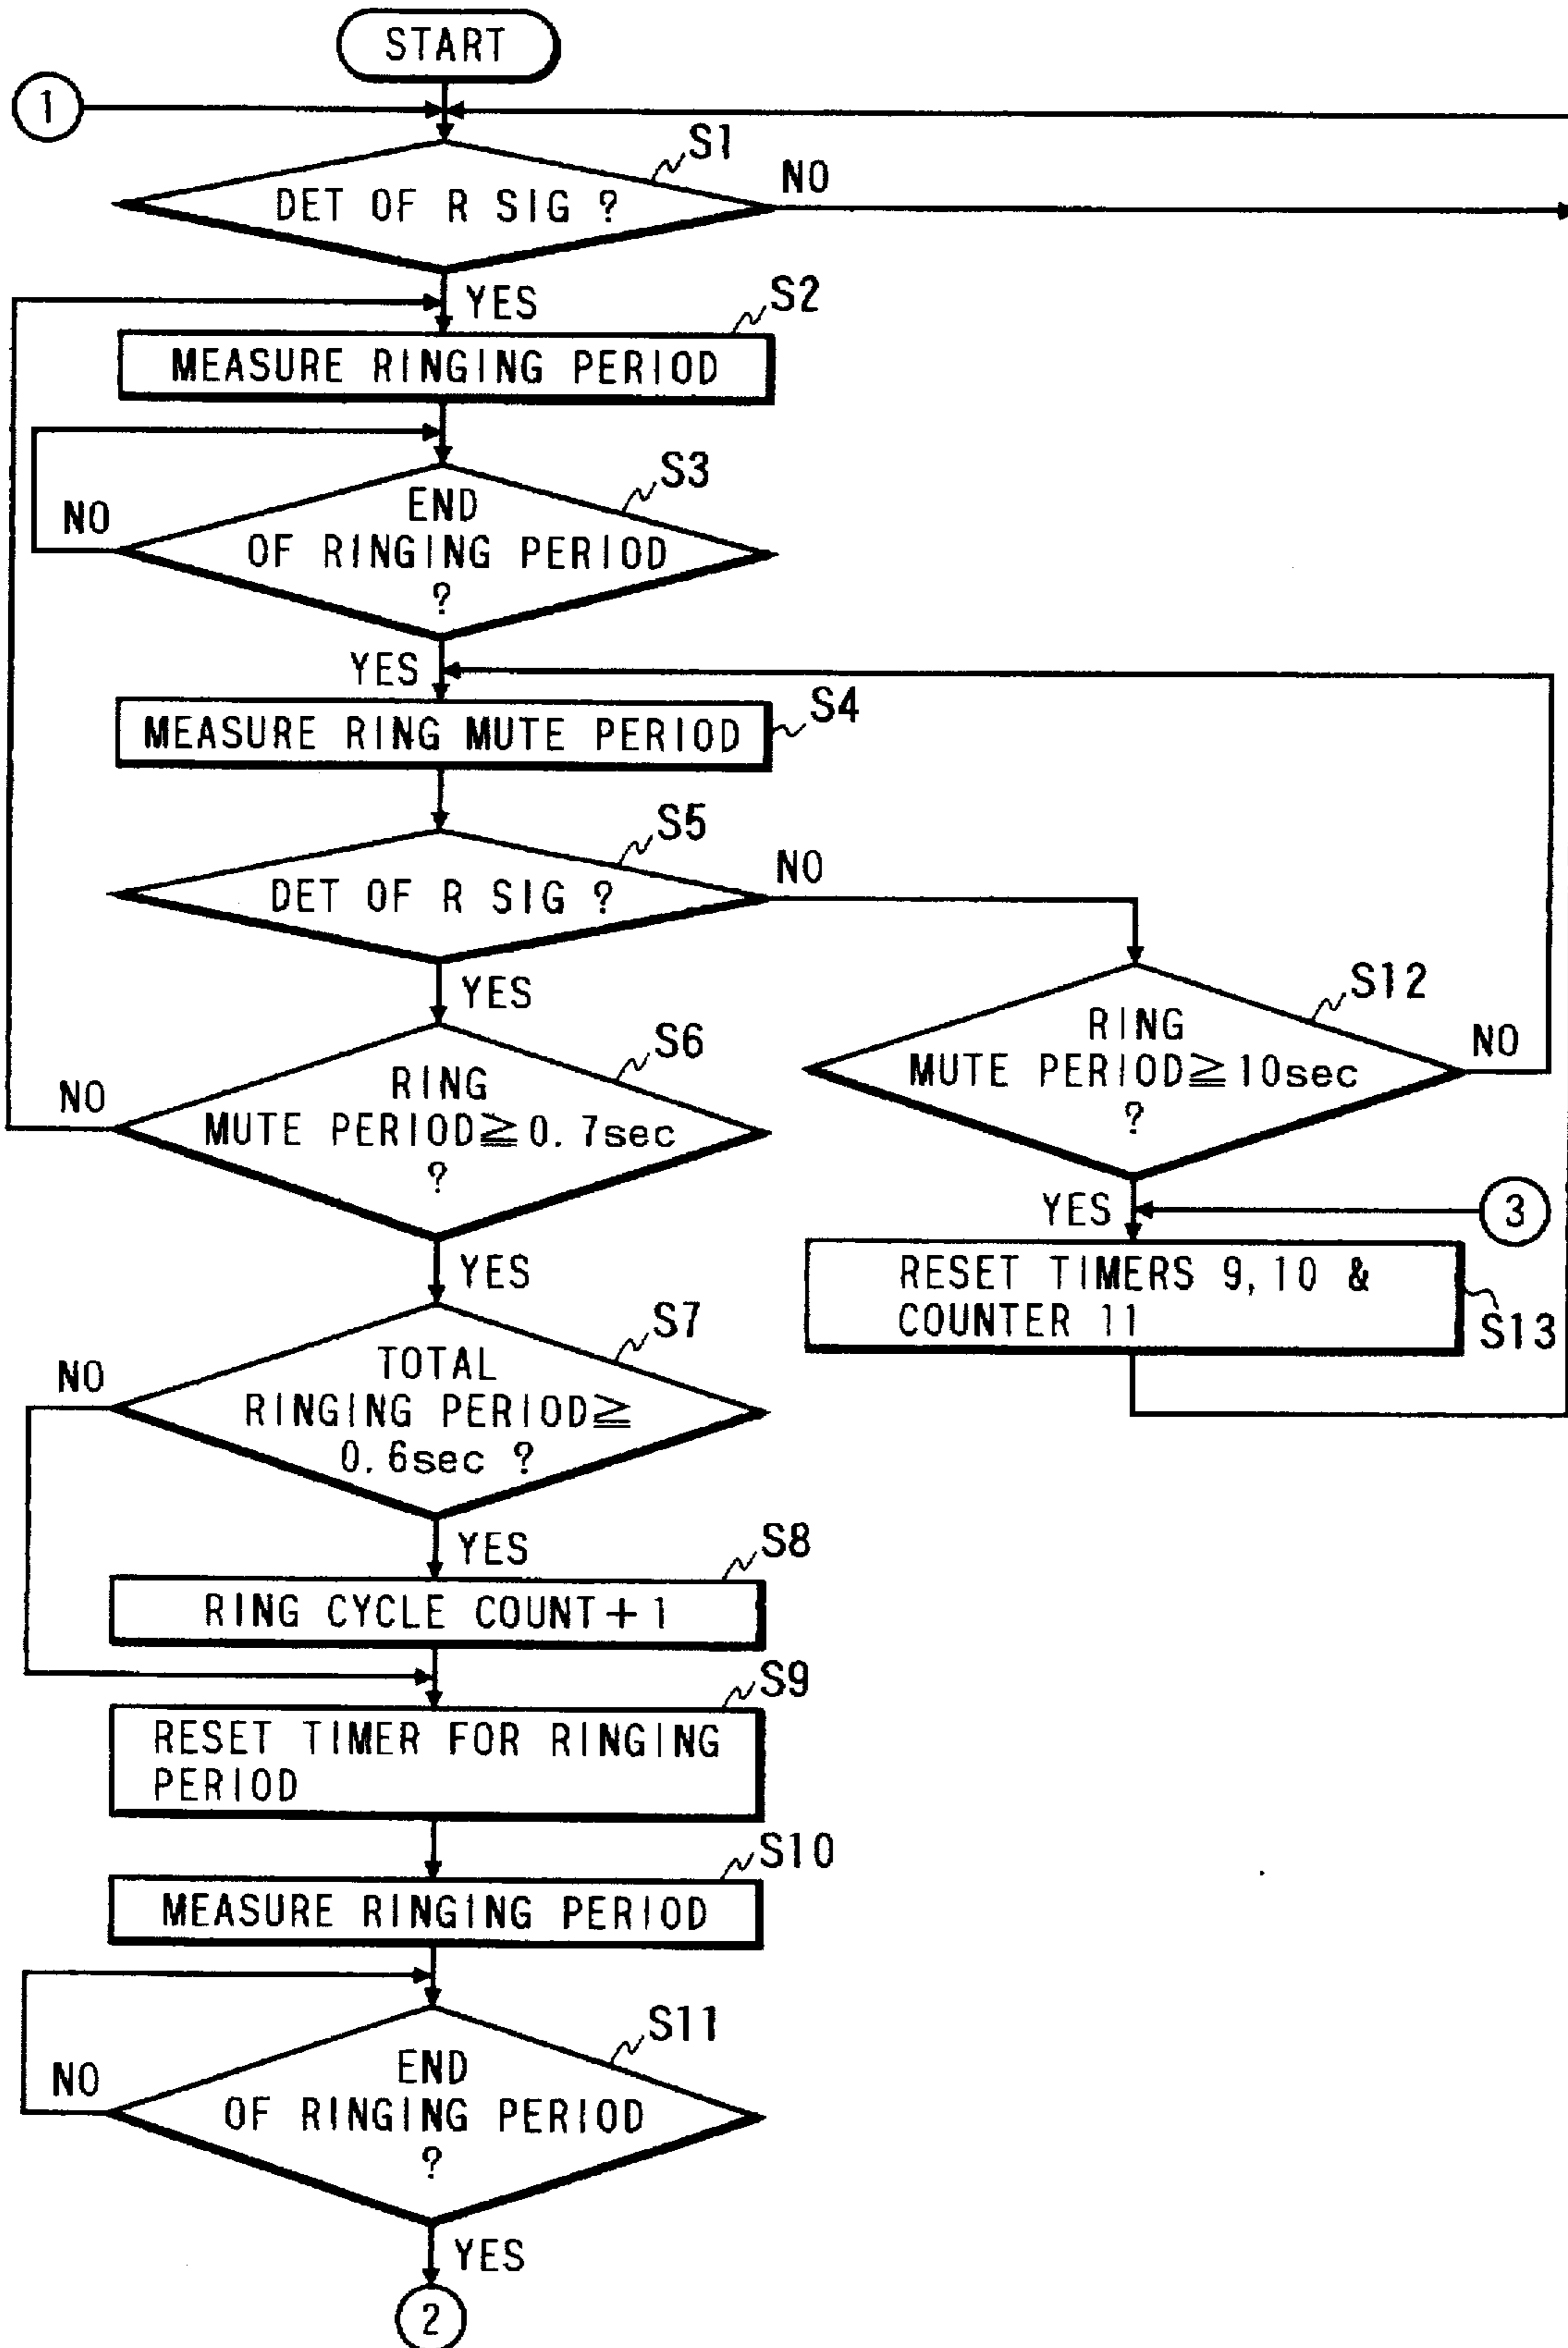 START
1
S1
DET OF R SIG ?
NO
YES
S2
MEASURE RINGING PERIOD
S3
END
OF RINGING PERIOD
?
NO
YES
S4
MEASURE RING MUTE PERIOD
S5
DET OF R SIG ?
NO
YES
S6
RING
MUTE PERIOD≧0.7sec
?
NO
YES
S12
RING
MUTE PERIOD≧10sec
?
NO
YES
3
RESET TIMERS 9,10 &
COUNTER 11
S13
S7
TOTAL
RINGING PERIOD≧
0.6sec ?
NO
YES
S8
RING CYCLE COUNT+1
S9
RESET TIMER FOR RINGING
PERIOD
S10
MEASURE RINGING PERIOD
S11
END
OF RINGING PERIOD
?
NO
YES
2